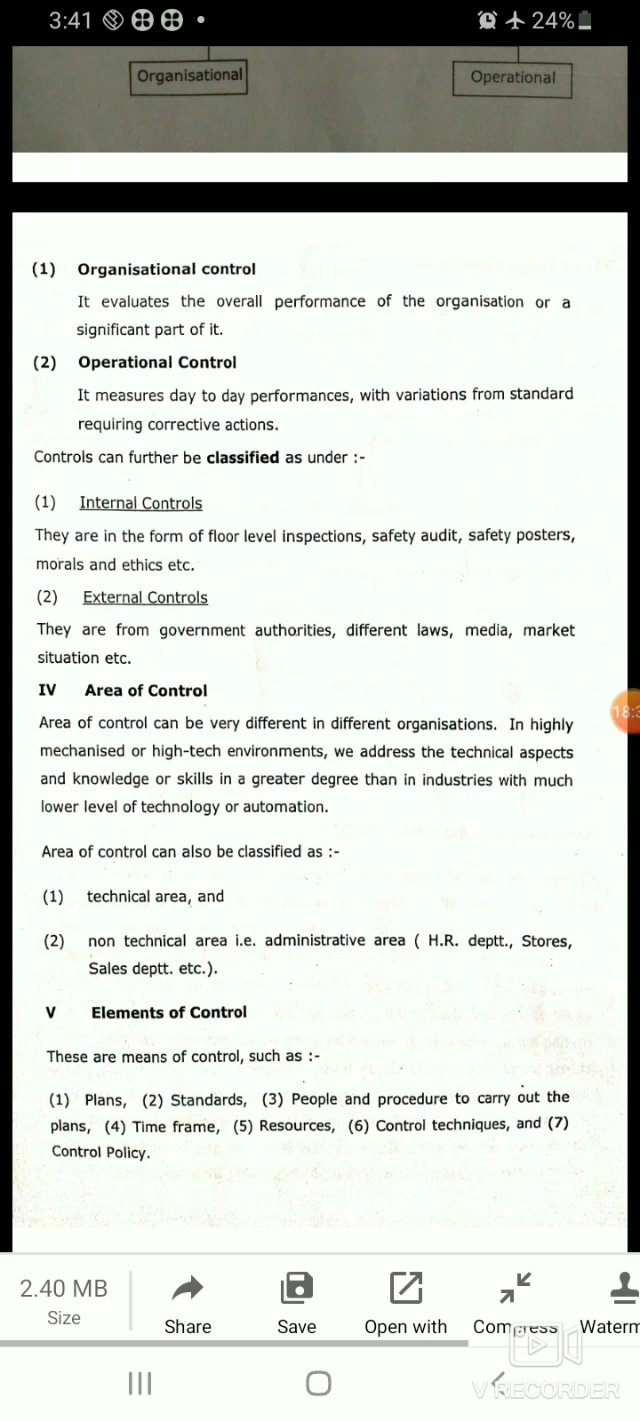 3:41
24%
Organisational
Operational
(1) Organisational control
It evaluates the overall performance of the organisation or a
significant part of it.
(2) Operational Control
It measures day to day performances, with variations from standard
requiring corrective actions.
Controls can further be classified as under :-
(1) Internal Controls
They are in the form of floor level inspections, safety audit, safety posters,
morals and ethics etc.
(2) External Controls
They are from government authorities, different laws, media, market
situation etc.
IV Area of Control
Area of control can be very different in different organisations. In highly
mechanised or high-tech environments, we address the technical aspects
and knowledge or skills in a greater degree than in industries with much
lower level of technology or automation.
18:3
Area of control can also be classified as :-
(1) technical area, and
(2) non technical area i.e. administrative area ( H.R. deptt., Stores,
Sales deptt. etc.).
V Elements of Control
These are means of control, such as :-
(1) Plans, (2) Standards, (3) People and procedure to carry out the
plans, (4) Time frame, (5) Resources, (6) Control techniques, and (7)
Control Policy.
2.40 MB
Size
Share
Save
Open with
Compress
Waterm
VRECORDER